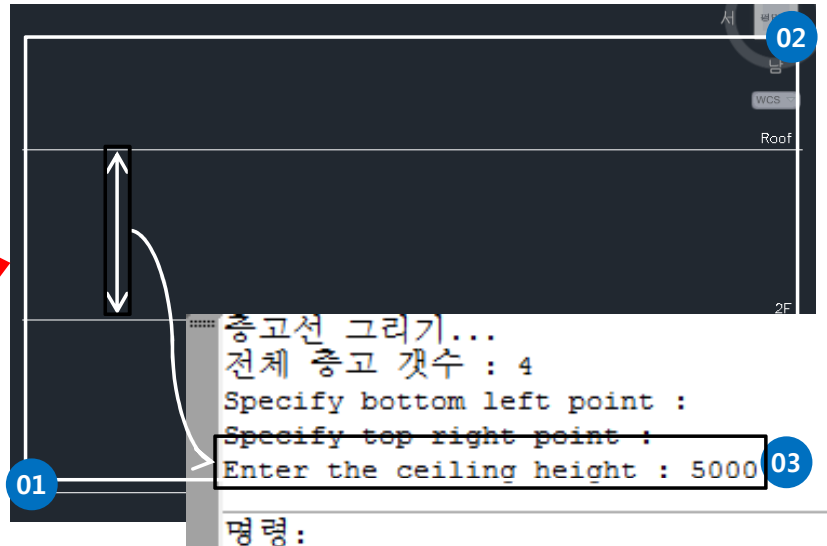 서
02
남
WCS
Roof
2F
층고선 그리기...
전체 층고 갯수 : 4
Specify bottom left point :
Specify top right point :
Enter the ceiling height : 5000
03
01
명령: